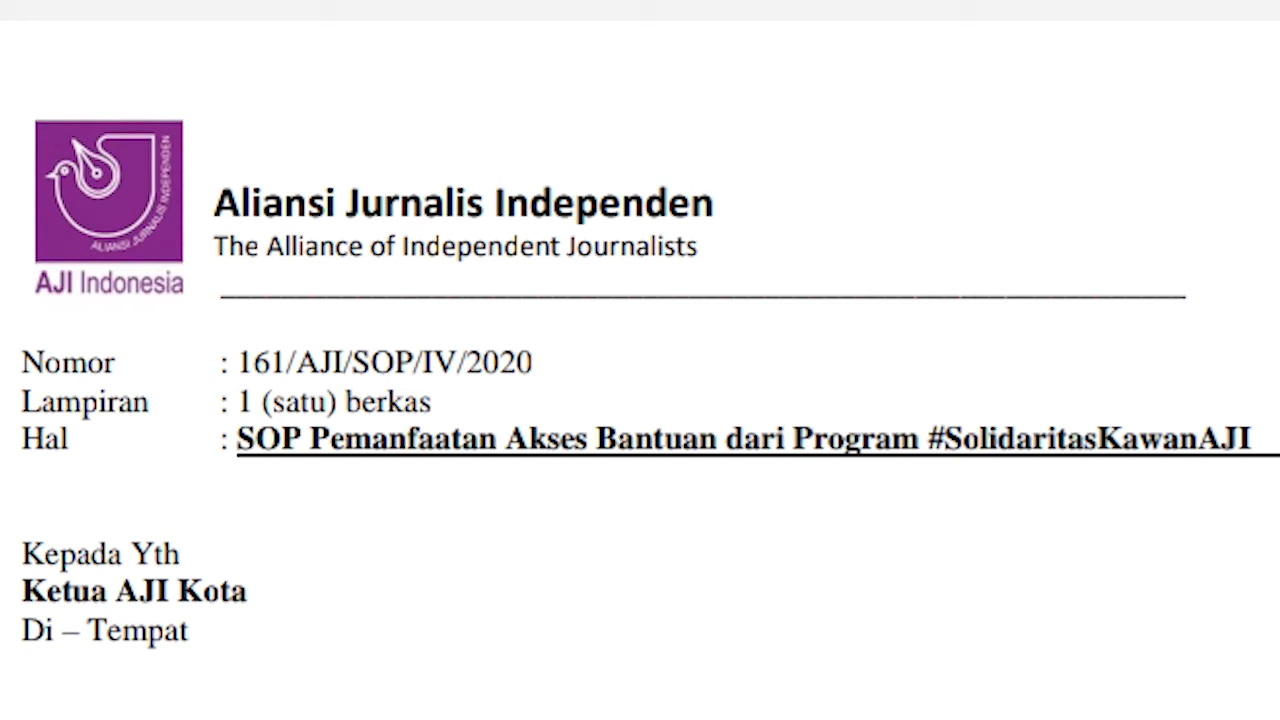 ALIANSI JURNALIS INDEPENDEN
AJI Indonesia
Aliansi Jurnalis Independen
The Alliance of Independent Journalists
Nomor : 161/AJI/SOP/IV/2020
Lampiran : 1 (satu) berkas
Hal : SOP Pemanfaatan Akses Bantuan dari Program #SolidaritasKawanAJI
Kepada Yth
Ketua AJI Kota
Di – Tempat